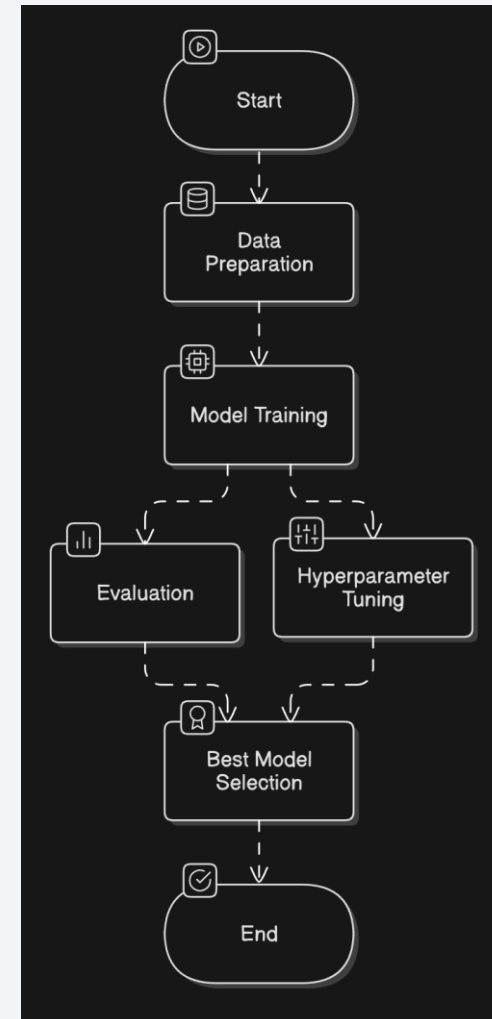 Start
Data
Preparation
Model Training
Evaluation
Hyperparameter
Tuning
Best Model
Selection
End